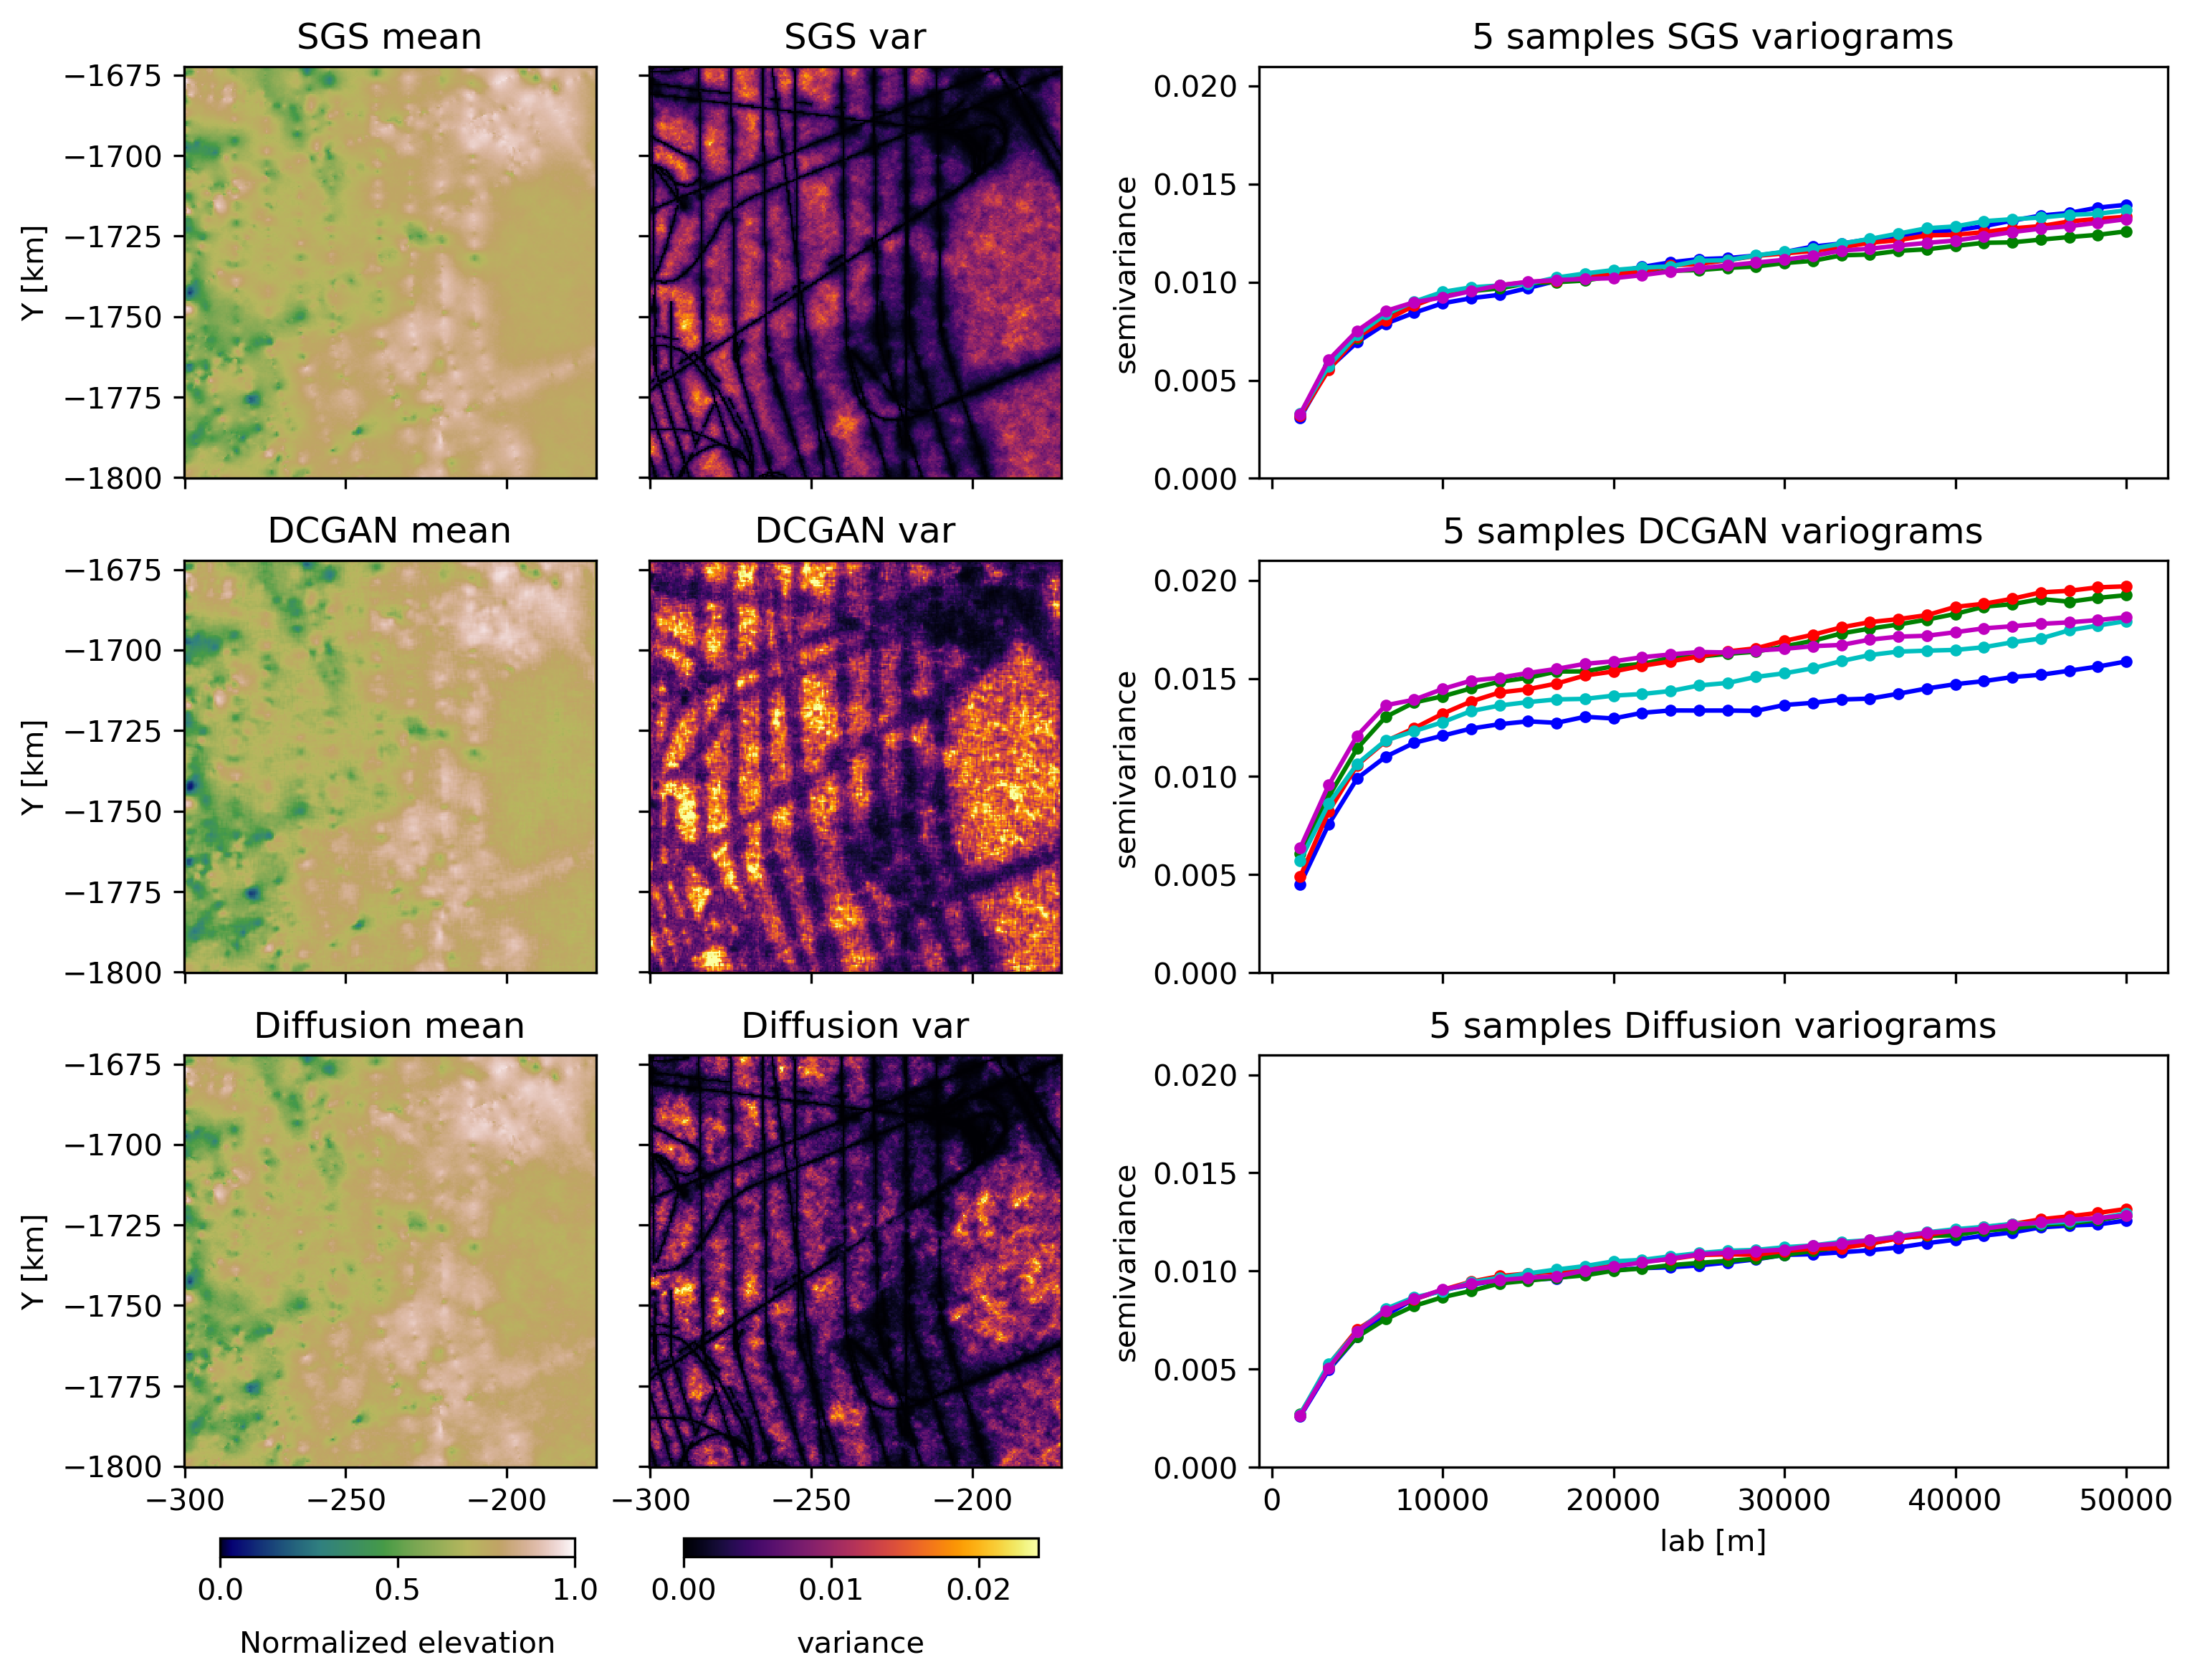 SGS mean
SGS var
5 samples SGS variograms
−1675
−1700
−1725
−1750
−1775
−1800
Y [km]
0.020
0.015
0.010
0.005
0.000
semivariance
DCGAN mean
DCGAN var
5 samples DCGAN variograms
−1675
−1700
−1725
−1750
−1775
−1800
Y [km]
0.020
0.015
0.010
0.005
0.000
semivariance
Diffusion mean
Diffusion var
5 samples Diffusion variograms
−1675
−1700
−1725
−1750
−1775
−1800
Y [km]
0.020
0.015
0.010
0.005
0.000
semivariance
−300 −250 −200
−300 −250 −200
0 10000 20000 30000 40000 50000
lab [m]
0.0 0.5 1.0
Normalized elevation
0.00 0.01 0.02
variance